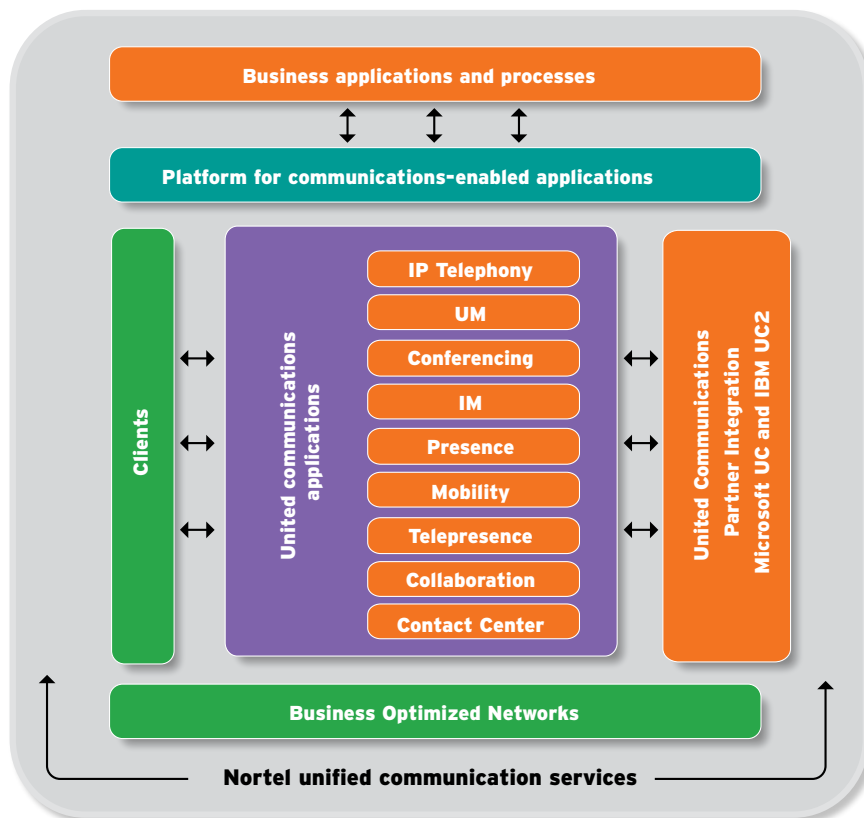 Business applications and processes
Platform for communications-enabled applications
Clients
United communications
applications
IP Telephony
UM
Conferencing
IM
Presence
Mobility
Telepresence
Collaboration
Contact Center
United Communications
Partner Integration
Microsoft UC and IBM UC2
Business Optimized Networks
Nortel unified communication services